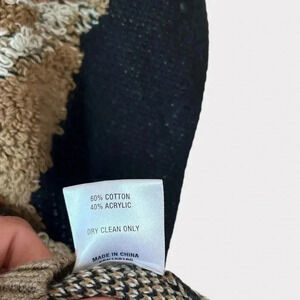 60% COTTON
40% ACRYLIC
DRY CLEAN ONLY
MADE IN CHINA